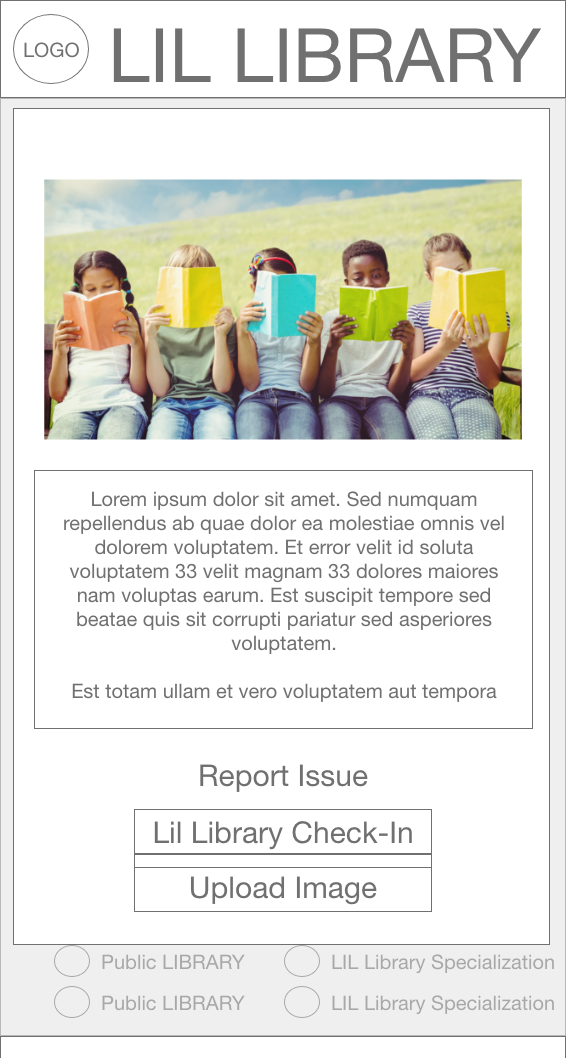 LOGO
LIL LIBRARY
Lorem ipsum dolor sit amet. Sed numquam
repellendus ab quae dolor ea molestiae omnis vel
dolorem voluptatem. Et error velit id soluta
voluptatem 33 velit magnam 33 dolores maiores
nam voluptas earum. Est suscipit tempore sed
beatae quis sit corrupti pariatur sed asperiores
voluptatem.
Est totam ullam et vero voluptatem aut tempora
Report Issue
Lil Library Check-In
Upload Image
Public LIBRARY
LIL Library Specialization
Public LIBRARY
LIL Library Specialization